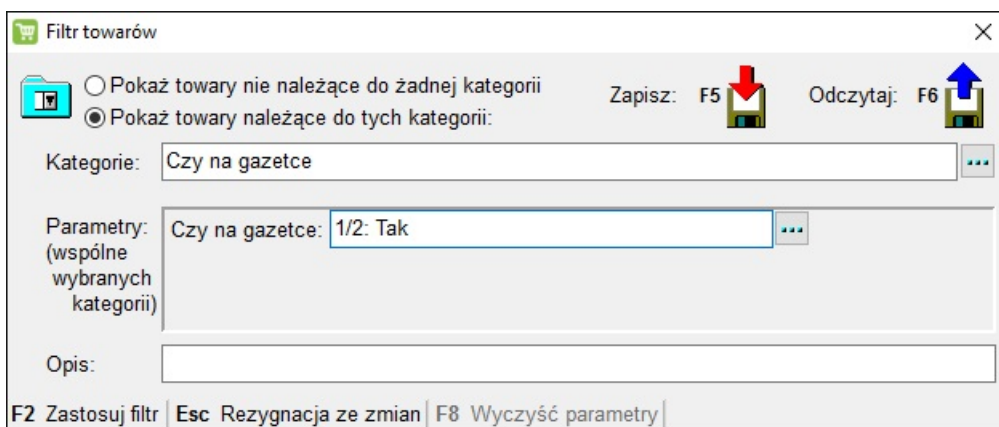 Filtr towarów
Pokaż towary nie należące do żadnej kategorii
Pokaż towary należące do tych kategorii:
Zapisz: F5
Odczytaj: F6
Kategorie: Czy na gazetce
Parametry: Czy na gazetce: 1/2: Tak
(wspólne
wybranych
kategorii)
Opis:
F2 Zastosuj filtr Esc Rezygnacja ze zmian F8 Wyczyść parametry